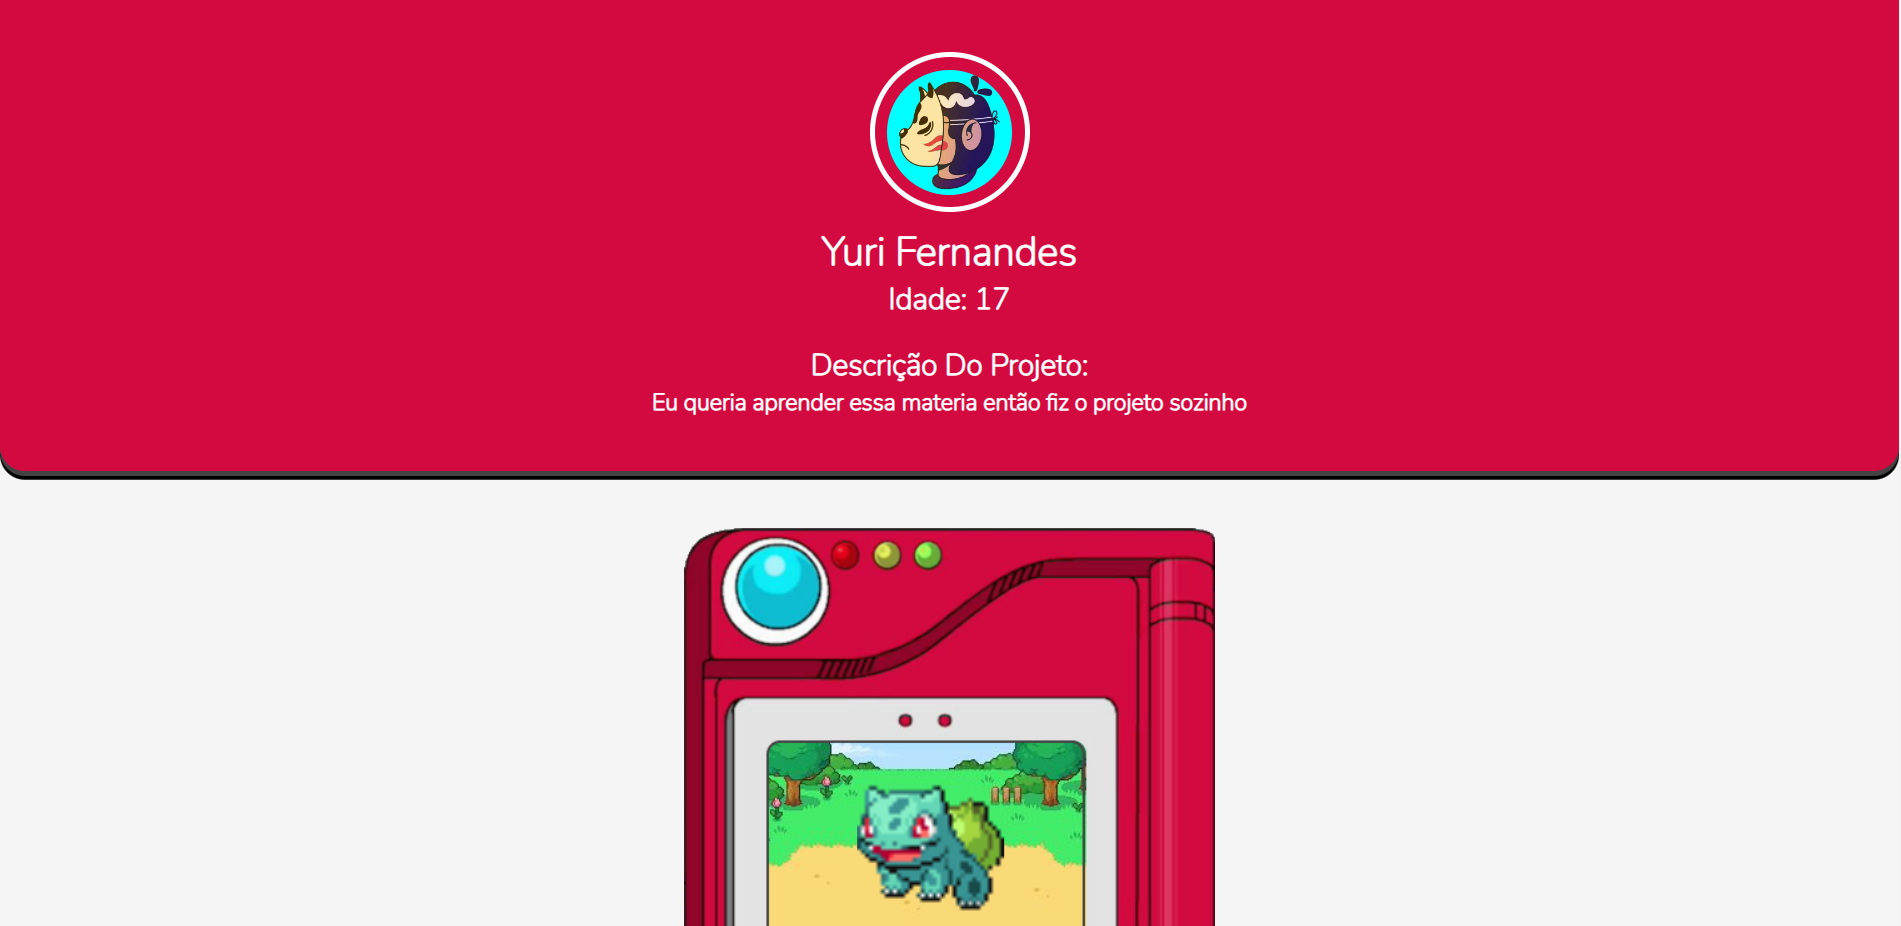 Yuri Fernandes
Idade: 17
Descrição Do Projeto:
Eu queria aprender essa materia então fiz o projeto sozinho